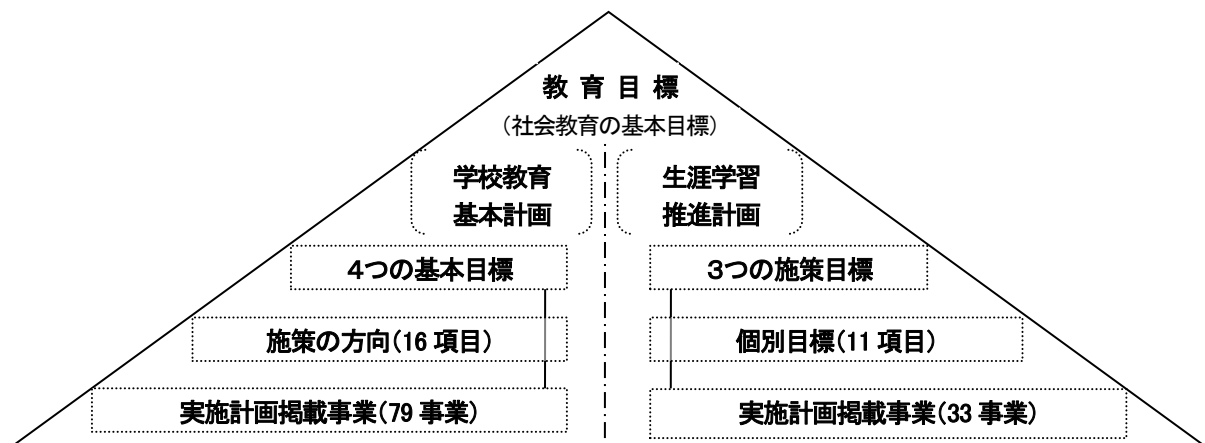 教 育 目 標
（社会教育の基本目標）
学校教育
基本計画
生涯学習
推進計画
４つの基本目標
３つの施策目標
施策の方向（16 項目）
個別目標（11 項目）
実施計画掲載事業（79 事業）
実施計画掲載事業（33 事業）